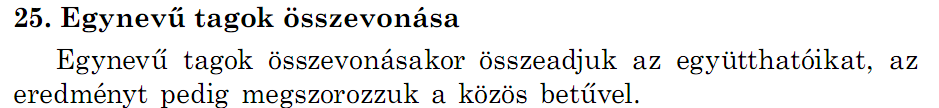 25. Egynevű tagok összevonása
Egynevű tagok összevonásakor összeadjuk az együtthatóikat, az
eredményt pedig megszorozzuk a közös betűvel.